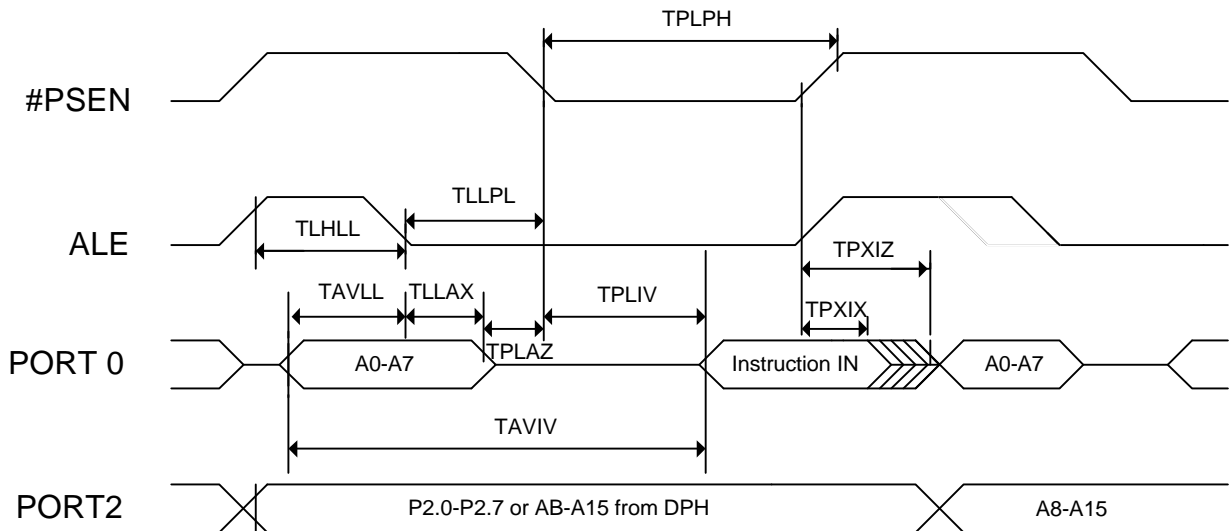 TPLPH
#PSEN
TLLPL
TLHLL
ALE
TPXIZ
TAVLL
TLLAX
TPLIV
TPXIX
TPLAZ
PORT 0
A0-A7
Instruction IN
A0-A7
TAVIV
PORT2
P2.0-P2.7 or AB-A15 from DPH
A8-A15